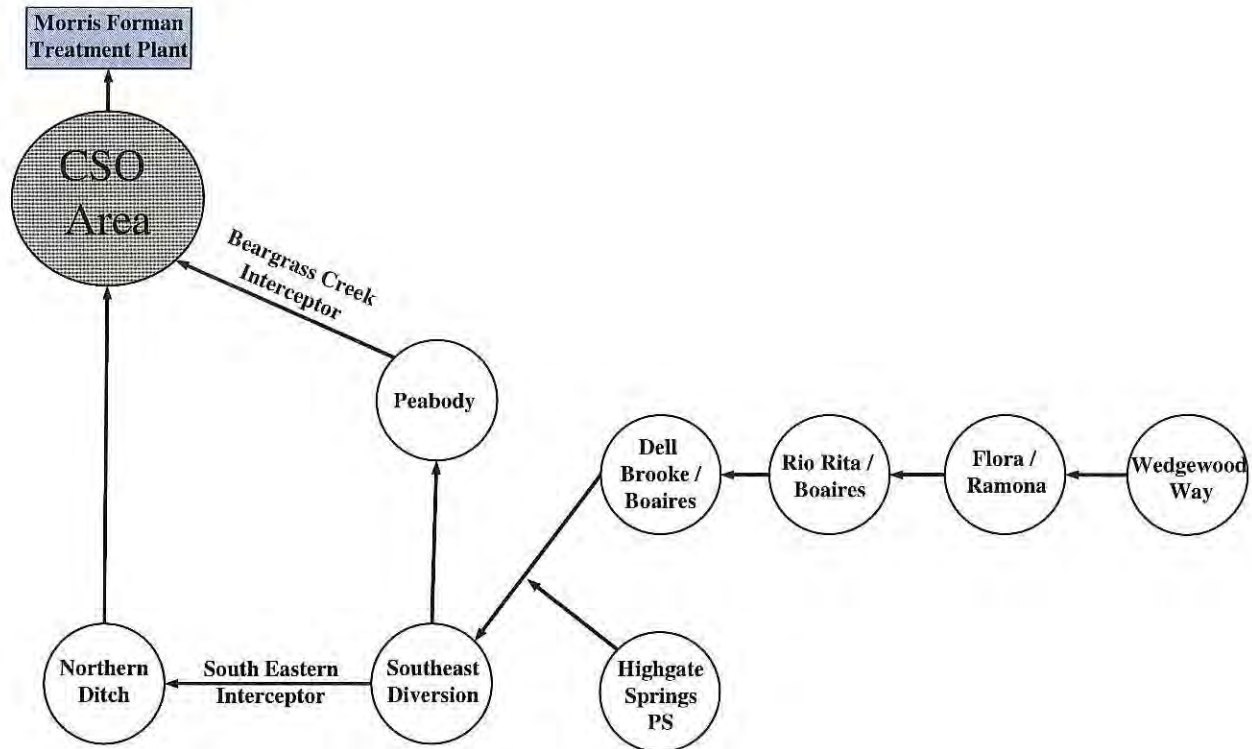 Morris Forman
Treatment Plant
CSO
Area
Beargrass Creek
Interceptor
Peabody
Dell
Brooke /
Boaires
Rio Rita /
Boaires
Flora /
Ramona
Wedgewood
Way
Northern
Ditch
South Eastern
Interceptor
Southeast
Diversion
Highgate
Springs
PS